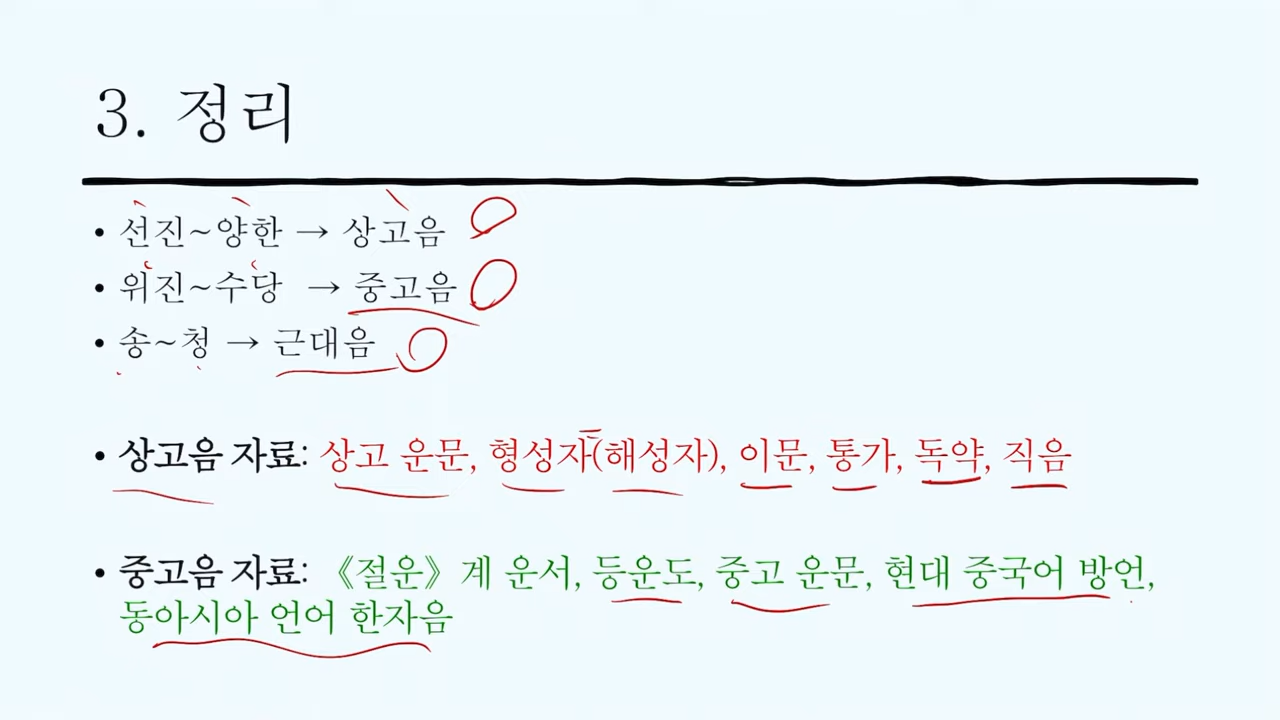 3. 정리
• 선진~양한 → 상고음
• 위진~수당 → 중고음
• 송~청 → 근대음
• 상고음 자료: 상고 운문, 형성자(해성자), 이문, 통가, 독약, 직음
• 중고음 자료: 《절운》계 운서, 등운도, 중고 운문, 현대 중국어 방언,
동아시아 언어 한자음